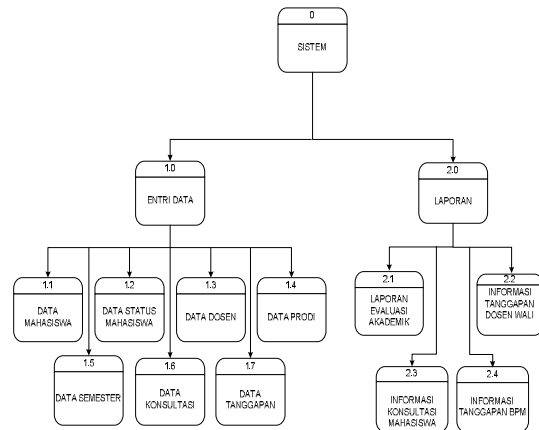 0
SISTEM
1.0
ENTRI DATA
2.0
LAPORAN
1.1
DATA
MAHASISWA
1.2
DATA STATUS
MAHASISWA
1.3
DATA DOSEN
1.4
DATA PRODI
2.1
LAPORAN
EVALUASI
AKADEMIK
2.2
INFORMASI
TANGGAPAN
DOSEN WALI
1.5
DATA SEMESTER
1.6
DATA
KONSULTASI
1.7
DATA
TANGGAPAN
2.3
INFORMASI
KONSULTASI
MAHASISWA
2.4
INFORMASI
TANGGAPAN BPM